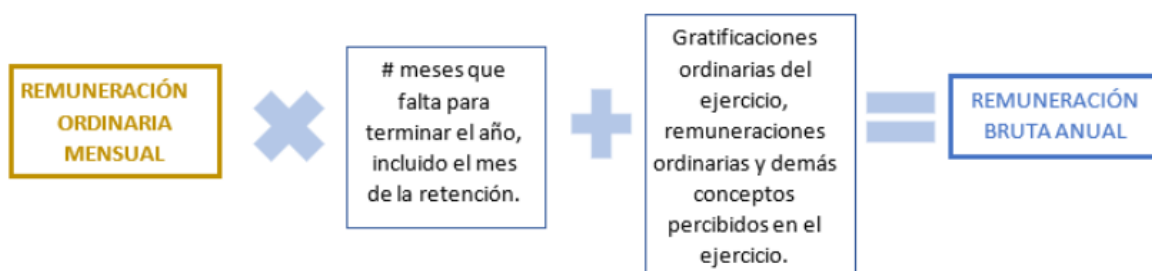 REMUNERACIÓN
ORDINARIA
MENSUAL
# meses que
falta para
terminar el año,
incluido el mes
de la retención.
Gratificaciones
ordinarias del
ejercicio,
remuneraciones
ordinarias y demás
conceptos
percibidos en el
ejercicio.
REMUNERACIÓN
BRUTA ANUAL